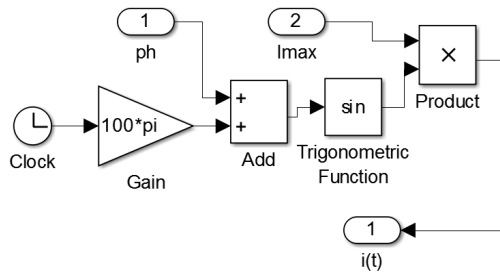 1
ph
2
Imax
×
Product
100*pi
Gain
Clock
+
+
Add
sin
Trigonometric
Function
1
i(t)